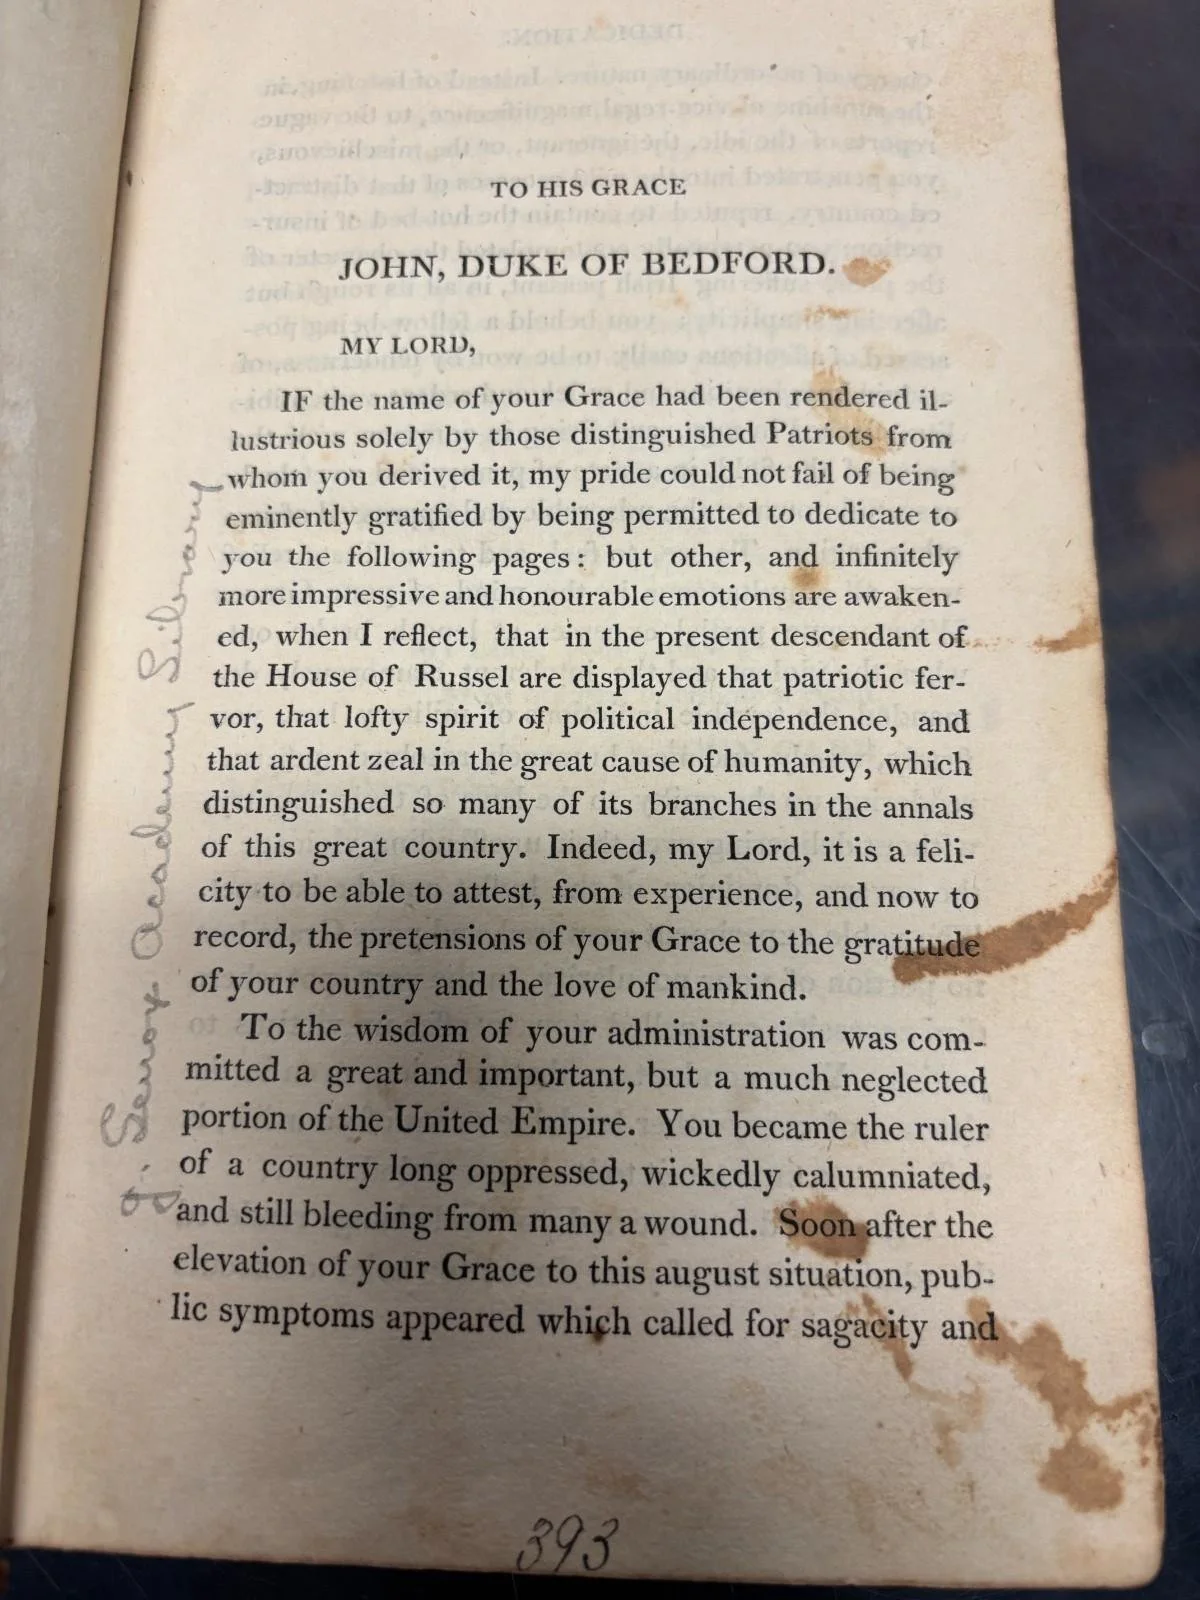 TO HIS GRACE
JOHN, DUKE OF BEDFORD.
MY LORD,
IF the name of your Grace had been rendered il-
lustrious solely by those distinguished Patriots from
whom you derived it, my pride could not fail of being
eminently gratified by being permitted to dedicate to
you the following pages: but other, and infinitely
more impressive and honourable emotions are awaken-
ed, when I reflect, that in the present descendant of
the House of Russel are displayed that patriotic fer-
vor, that lofty spirit of political independence, and
that ardent zeal in the great cause of humanity, which
distinguished so many of its branches in the annals
of this great country. Indeed, my Lord, it is a feli-
city to be able to attest, from experience, and now to
record, the pretensions of your Grace to the gratitude
of your country and the love of mankind.
To the wisdom of your administration was com-
mitted a great and important, but a much neglected
portion of the United Empire. You became the ruler
of a country long oppressed, wickedly calumniated,
and still bleeding from many a wound. Soon after the
elevation of your Grace to this august situation, pub-
lic symptoms appeared which called for sagacity and
393
Lenox Academy Library